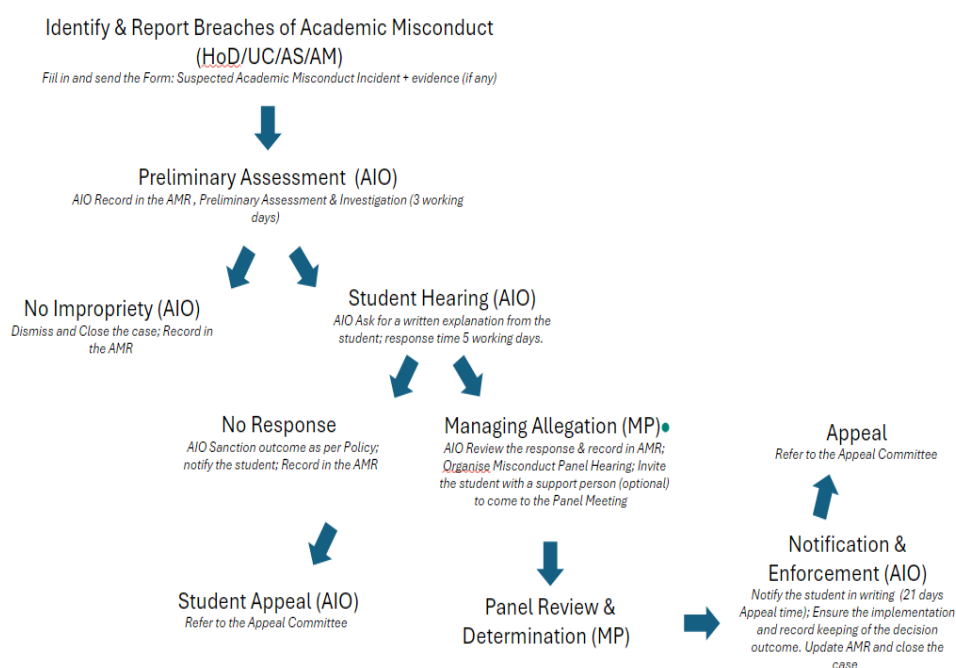 Identify & Report Breaches of Academic Misconduct
(HoD/UC/AS/AM)
Fiil in and send the Form: Suspected Academic Misconduct Incident + evidence (if any)
Preliminary Assessment (AIO)
AIO Record in the AMR , Preliminary Assessment & Investigation (3 working
days)
No Impropriety (AIO)
Dismiss and Close the case; Record in
the AMR
Student Hearing (AIO)
AIO Ask for a written explanation from the
student; response time 5 working days.
No Response
AIO Sanction outcome as per Policy;
notify the student; Record in the AMR
Managing Allegation (MP)
AIO Review the response & record in AMR;
Organise Misconduct Panel Hearing; Invite
the student with a support person (optional)
to come to the Panel Meeting
Student Appeal (AIO)
Refer to the Appeal Committee
Panel Review &
Determination (MP)
Notification &
Enforcement (AIO)
Notify the student in writing (21 days
Appeal time); Ensure the implementation
and record keeping of the decision
outcome. Update AMR and close the
case
Appeal
Refer to the Appeal Committee